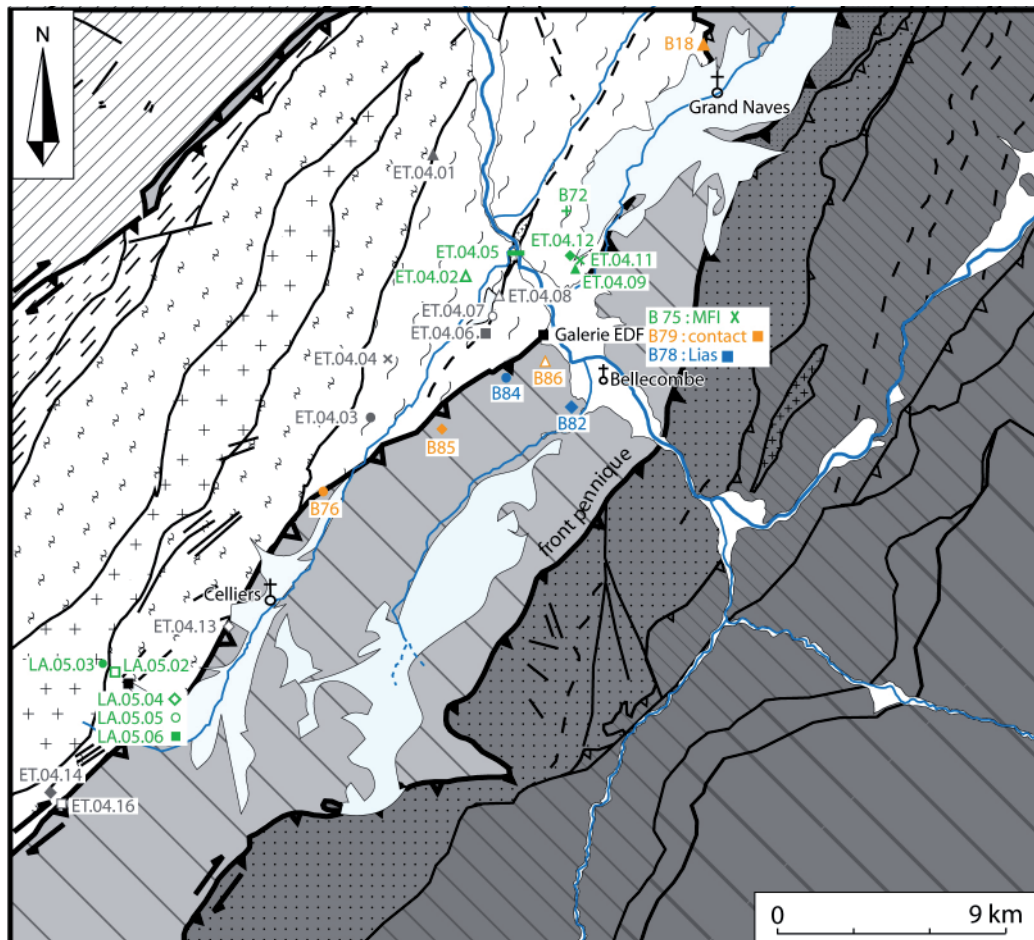 N
B18
Grand Naves
ET.04.01
B72
ET.04.12
ET.04.05
ET.04.11
ET.04.02
ET.04.09
ET.04.08
ET.04.07
B 75 : MFI X
ET.04.06
Galerie EDF
B79 : contact
B78 : Lias
ET.04.04
B86
Bellecombe
B84
B82
ET.04.03
B85
front pennique
B76
Celliers
ET.04.13
LA.05.03
LA.05.02
LA.05.04
LA.05.05
LA.05.06
ET.04.14
ET.04.16
0 9 km